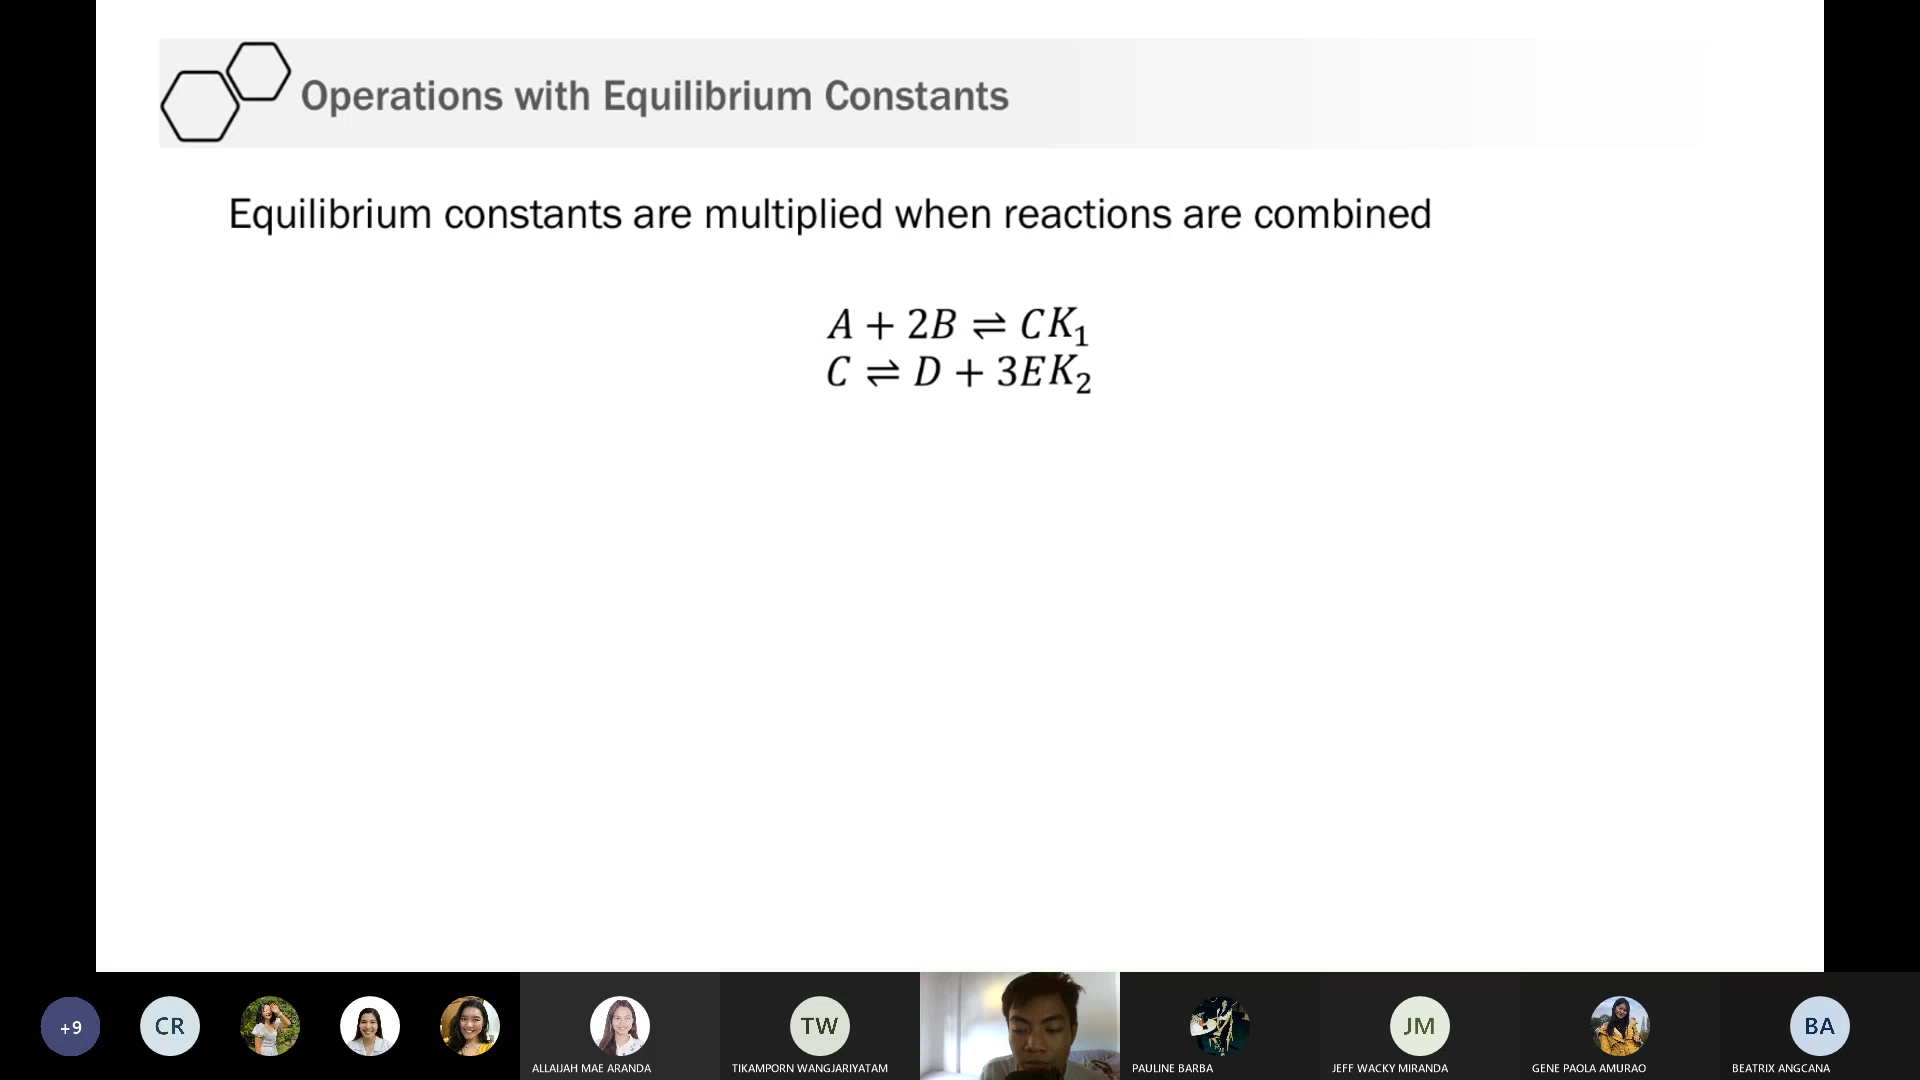 Operations with Equilibrium Constants
Equilibrium constants are multiplied when reactions are combined
A + 2B ⇌ CK₁
C ⇌ D + 3EK₂
+9
CR
TW
JM
BA
ALLAIJAH MAE ARANDA
TIKAMPORN WANGJARIYATAM
PAULINE BARBA
JEFF WACKY MIRANDA
GENE PAOLA AMURAO
BEATRIX ANGCANA